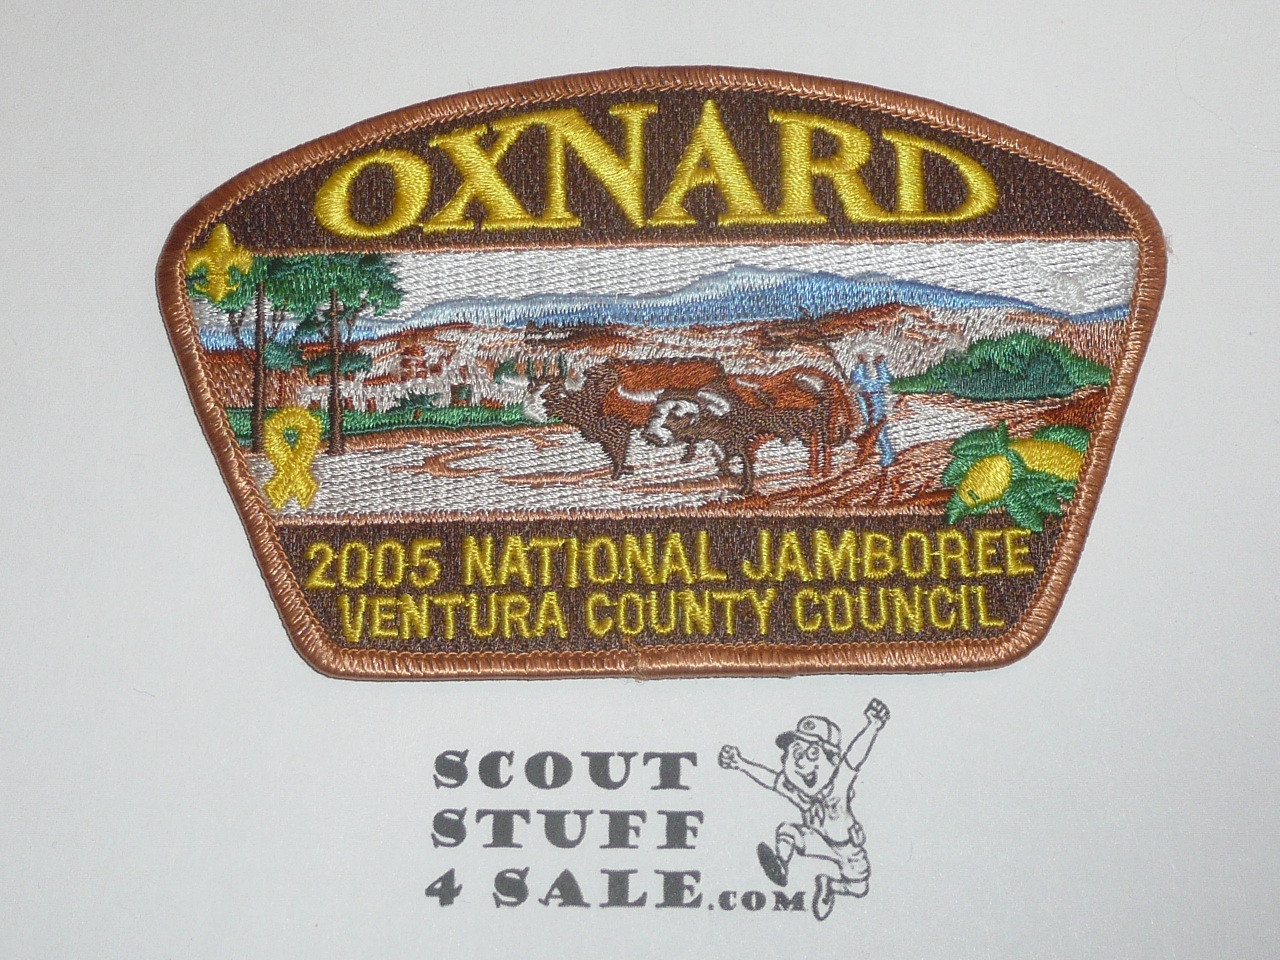 OXNARD
2005 NATIONAL JAMBOREE
VENTURA COUNTY COUNCIL
SCOUT
STUFF
4 SALE.COM